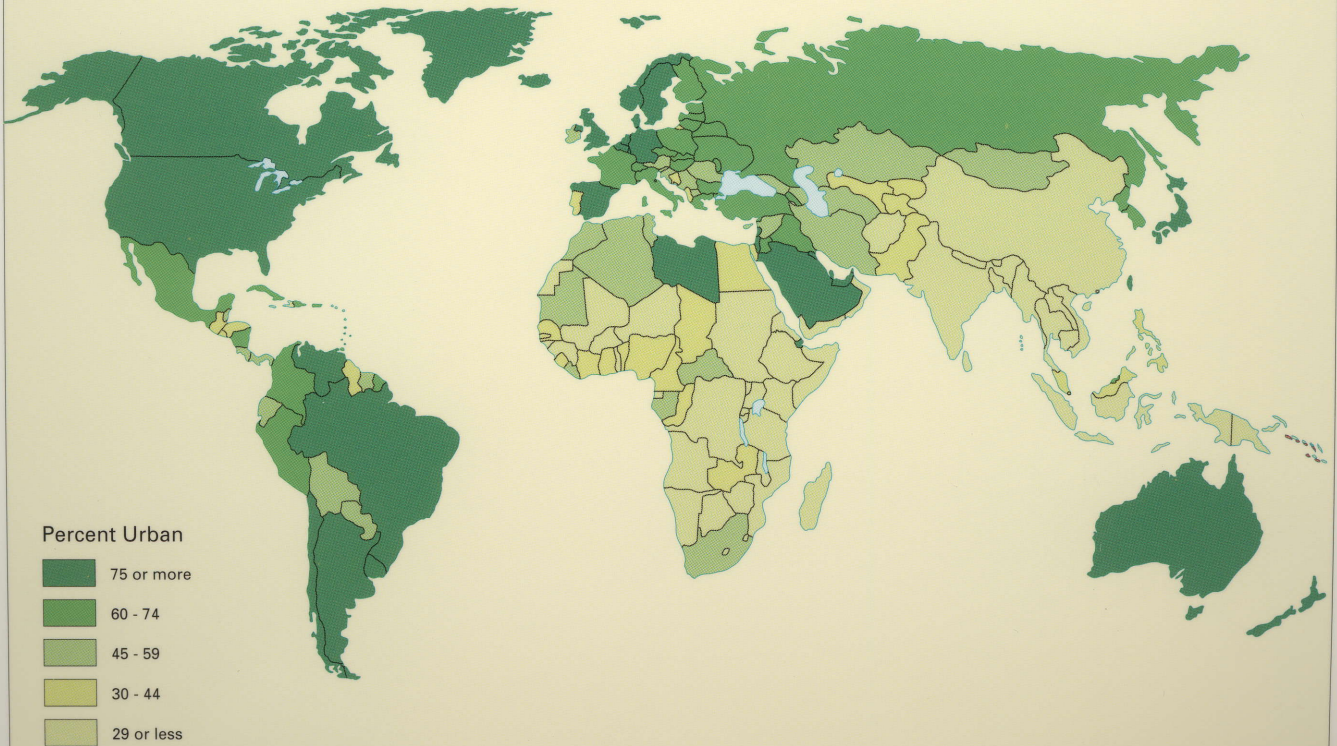 Percent Urban
75 or more
60 - 74
45 - 59
30 - 44
29 or less